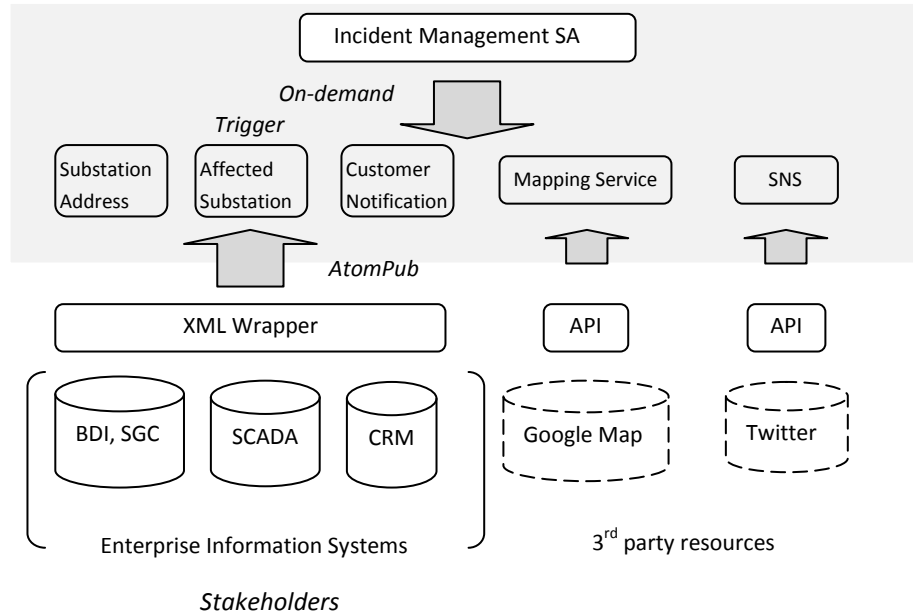 Incident Management SA
On-demand
Trigger
Substation
Address
Affected
Substation
Customer
Notification
Mapping Service
SNS
AtomPub
XML Wrapper
API
API
BDI, SGC
SCADA
CRM
Google Map
Twitter
Enterprise Information Systems
3rd party resources
Stakeholders